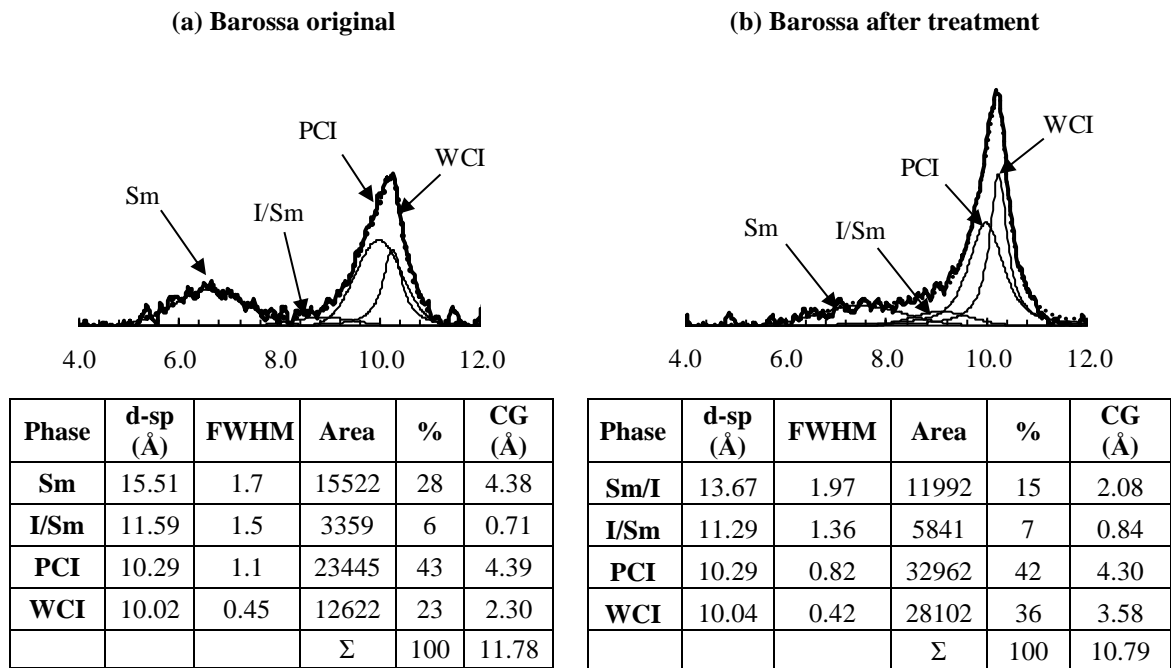 (a) Barossa original
PCI
WCI
Sm
I/Sm
4.0 6.0 8.0 10.0 12.0
Phase d-sp (Å) FWHM Area % CG (Å)
Sm 15.51 1.7 15522 28 4.38
I/Sm 11.59 1.5 3359 6 0.71
PCI 10.29 1.1 23445 43 4.39
WCI 10.02 0.45 12622 23 2.30
Σ 100 11.78
(b) Barossa after treatment
WCI
PCI
Sm
I/Sm
4.0 6.0 8.0 10.0 12.0
Phase d-sp (Å) FWHM Area % CG (Å)
Sm/I 13.67 1.97 11992 15 2.08
I/Sm 11.29 1.36 5841 7 0.84
PCI 10.29 0.82 32962 42 4.30
WCI 10.04 0.42 28102 36 3.58
Σ 100 10.79